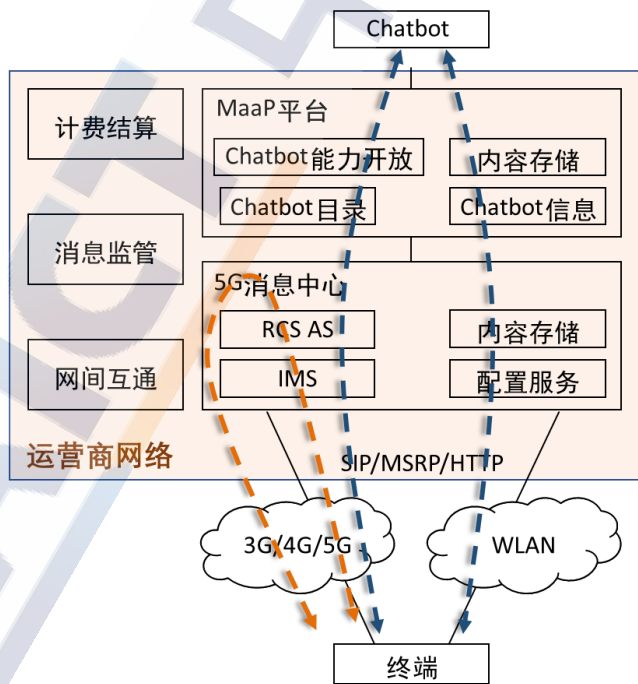 Chatbot
计费结算
MaaP平台
Chatbot能力开放
内容存储
Chatbot目录
Chatbot信息
消息监管
5G消息中心
RCS AS
内容存储
网间互通
IMS
配置服务
运营商网络
SIP/MSRP/HTTP
3G/4G/5G
WLAN
终端